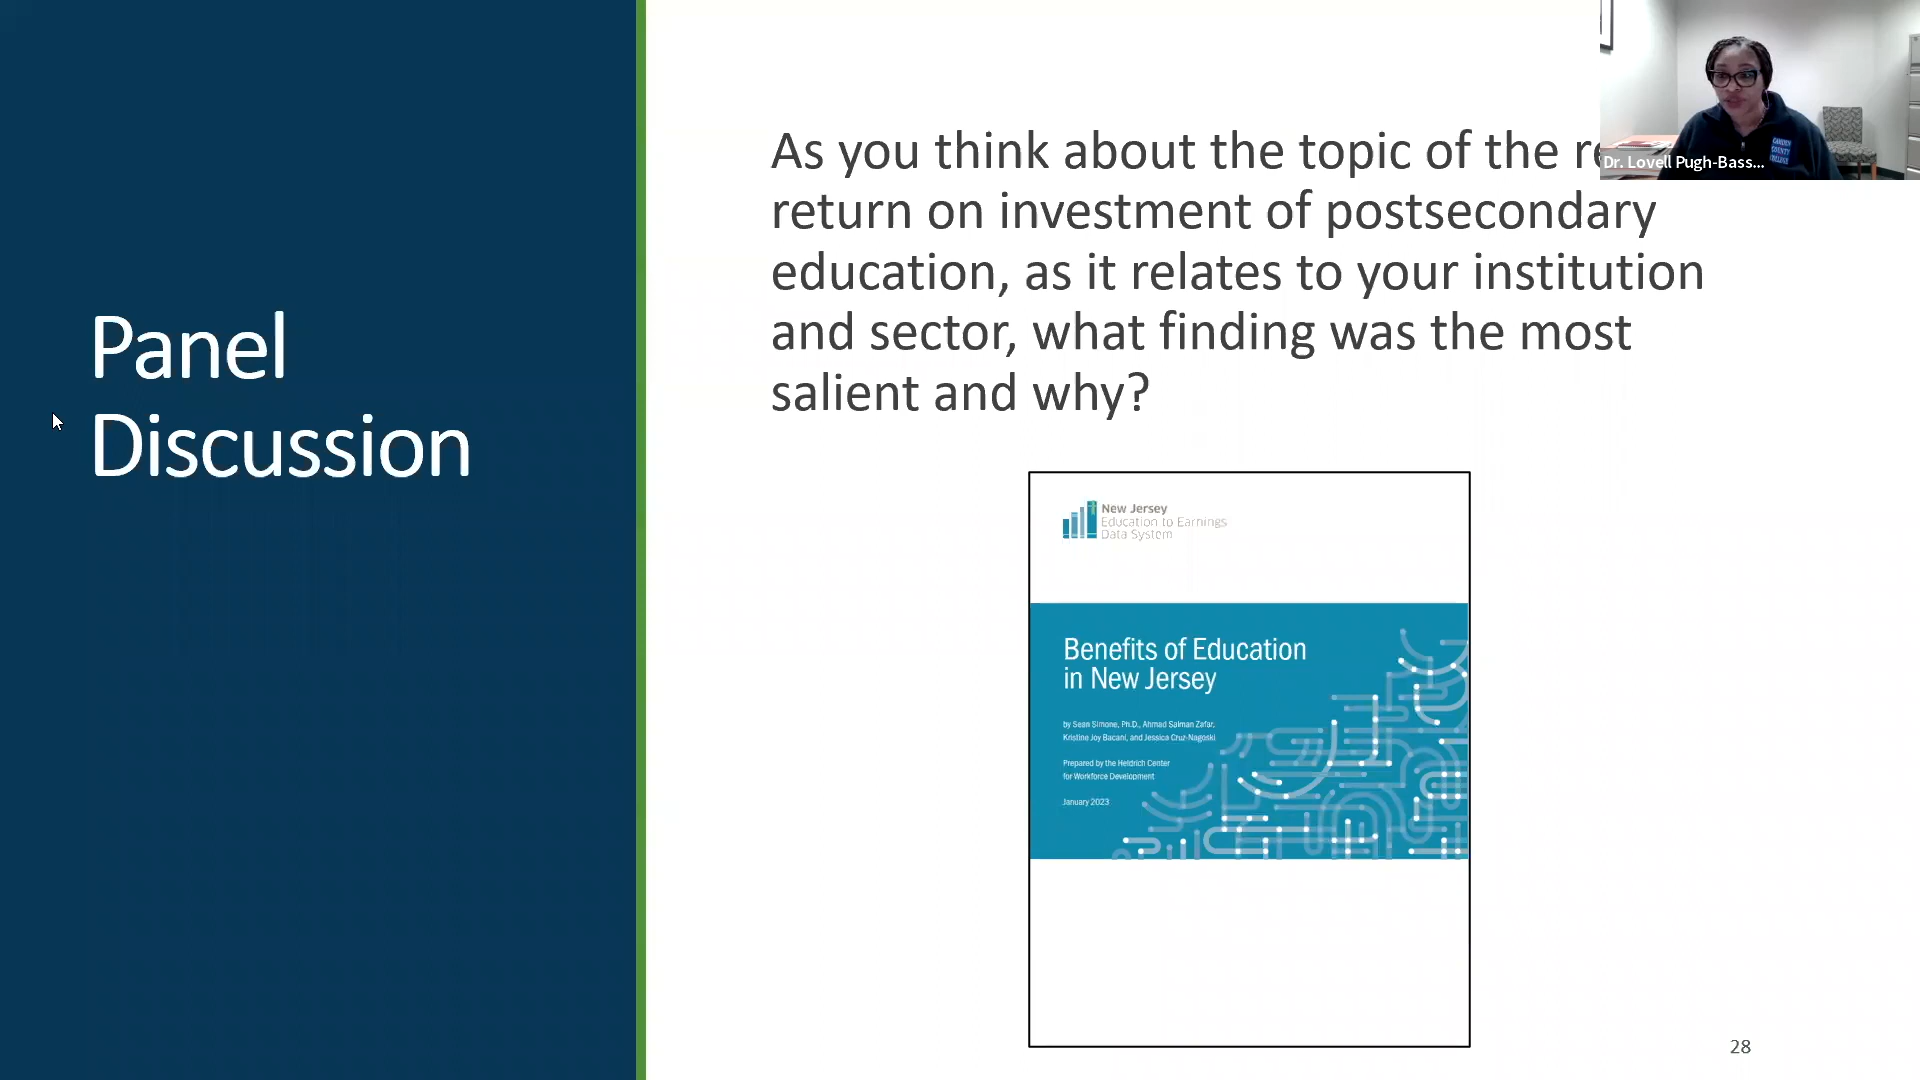 Panel
Discussion
As you think about the topic of the
return on investment of postsecondary
education, as it relates to your institution
and sector, what finding was the most
salient and why?
Dr. Lovell Pugh-Bass...
CAMDEN
COUNTY
COLLEGE
New Jersey
Education to Earnings
Data System
Benefits of Education
in New Jersey
by Sean Simone, Ph.D., Ahmad Salman Zafar,
Kristine Joy Bacani, and Jessica Cruz-Nagoski
Prepared by the Heldrich Center
for Workforce Development
January 2023
28